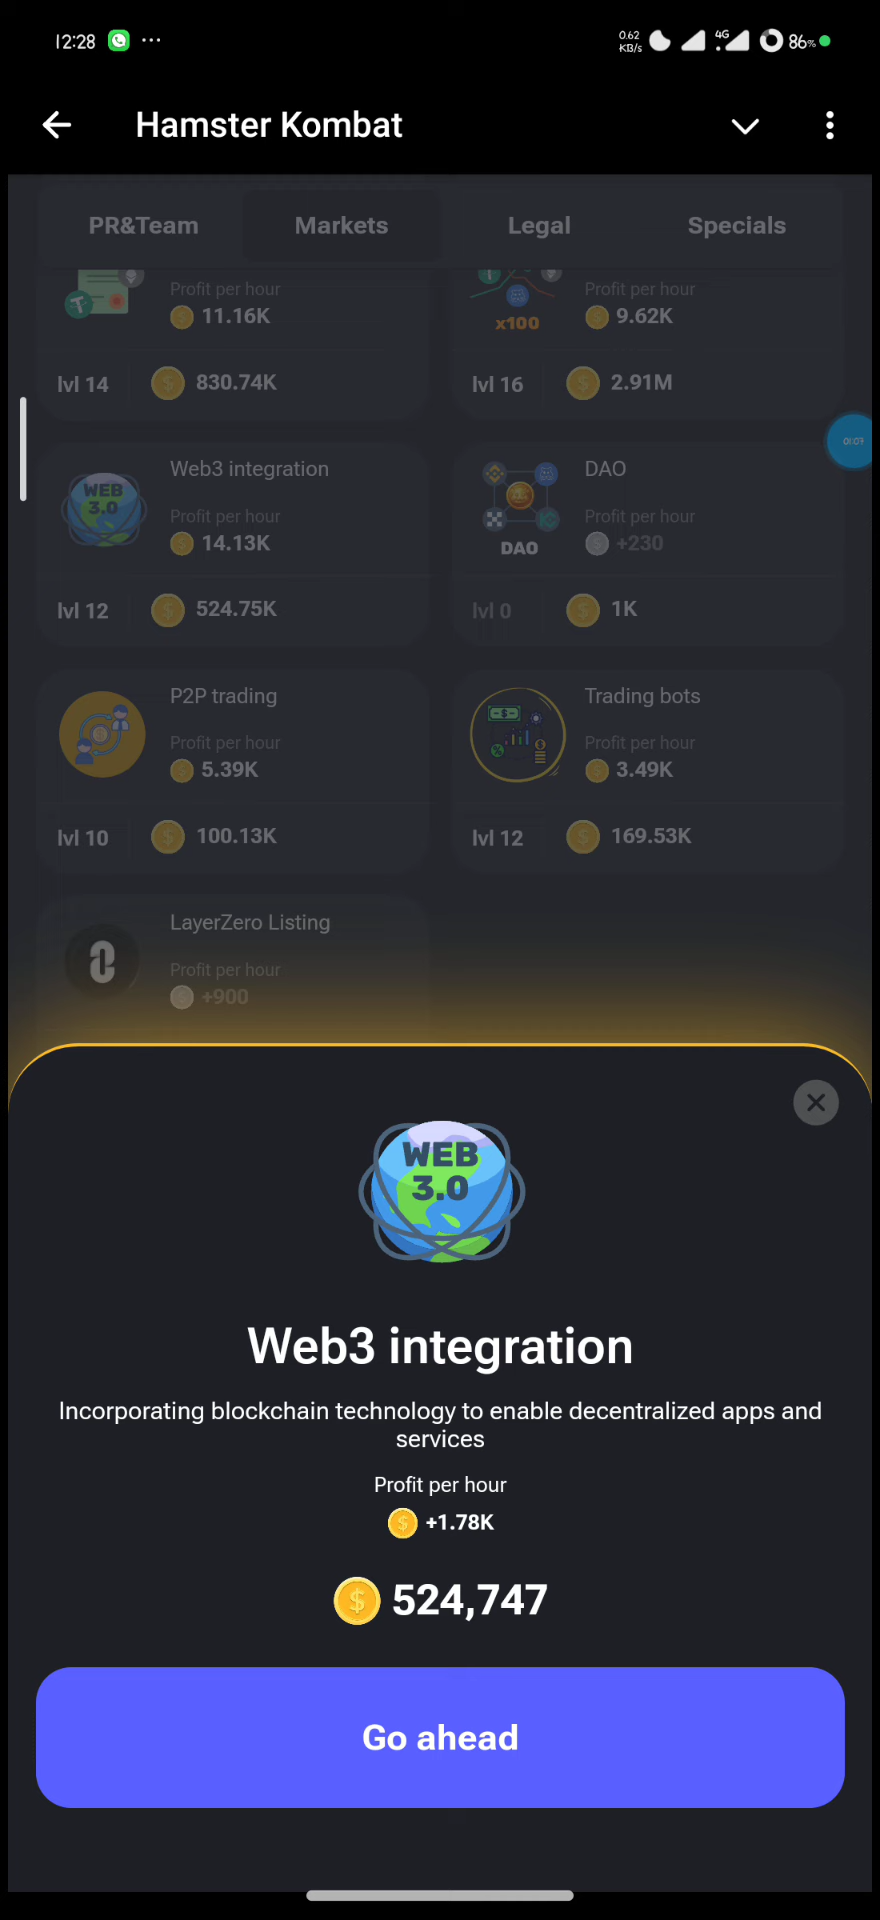 12:28
0.62
KB/s
4G
86%
Hamster Kombat
PR&Team
Markets
Legal
Specials
Profit per hour
11.16K
lvl 14
830.74K
x100
Profit per hour
9.62K
lvl 16
2.91M
01:07
WEB
3.0
Web3 integration
Profit per hour
14.13K
lvl 12
524.75K
DAO
DAO
Profit per hour
+230
lvl 0
1K
P2P trading
Profit per hour
5.39K
lvl 10
100.13K
Trading bots
Profit per hour
3.49K
lvl 12
169.53K
LayerZero Listing
Profit per hour
+900
WEB
3.0
Web3 integration
Incorporating blockchain technology to enable decentralized apps and
services
Profit per hour
+1.78K
524,747
Go ahead